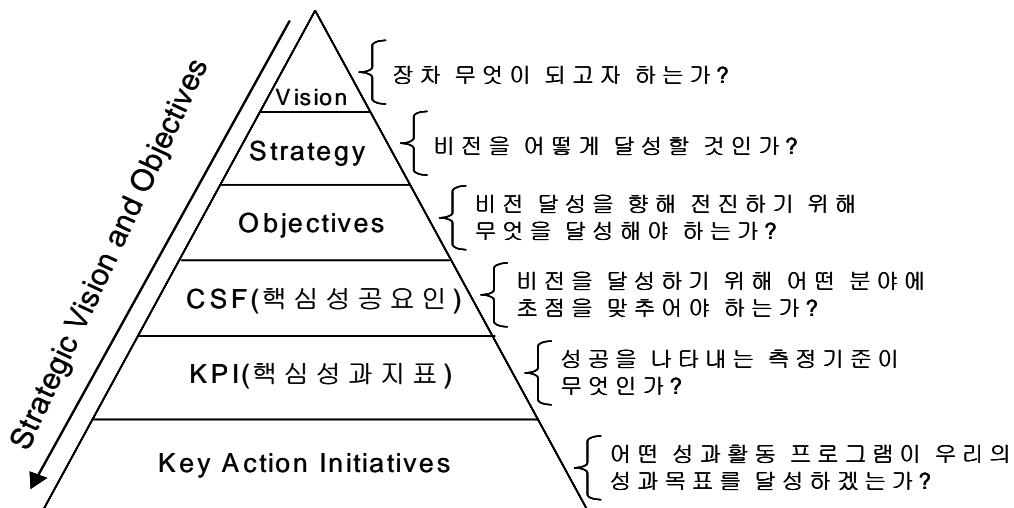 장차 무엇이 되고자 하는가?
Vision
Strategy
비전을 어떻게 달성할 것인가?
Objectives
비전 달성을 향해 전진하기 위해
무엇을 달성해야 하는가?
CSF(핵심성공요인)
비전을 달성하기 위해 어떤 분야에
초점을 맞추어야 하는가?
KPI(핵심성과지표)
성공을 나타내는 측정기준이
무엇인가?
Key Action Initiatives
어떤 성과활동 프로그램이 우리의
성과목표를 달성하겠는가?
Strategic Vision and Objectives